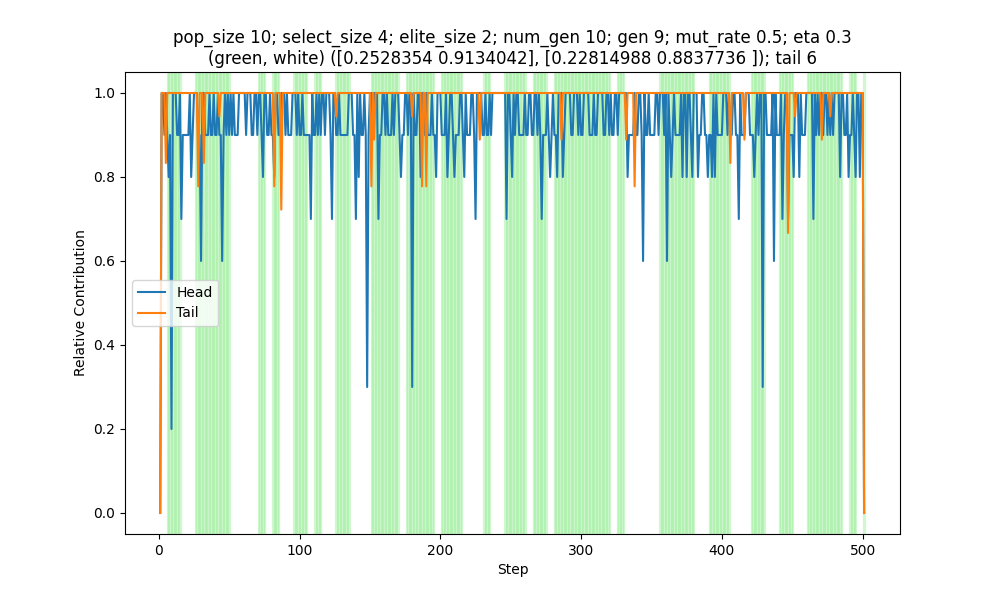 pop_size 10; select_size 4; elite_size 2; num_gen 10; gen 9; mut_rate 0.5; eta 0.3
(green, white) ([0.2528354 0.9134042], [0.22814988 0.8837736 ]); tail 6
1.0
0.8
0.6
0.4
0.2
0.0
Relative Contribution
Head
Tail
0
100
200
300
400
500
Step